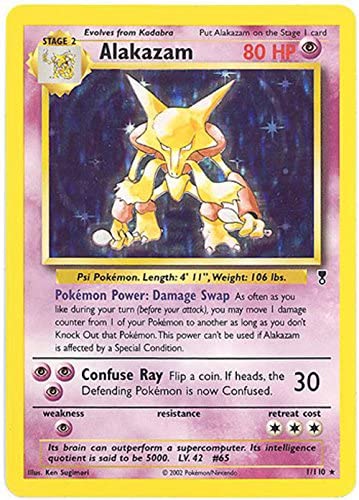 Evolves from Kadabra
Put Alakazam on the Stage 1 card
STAGE 2
Alakazam
80 HP
Psi Pokémon. Length: 4' 11", Weight: 106 lbs.
Pokémon Power: Damage Swap As often as you
like during your turn (before your attack), you may move 1 damage
counter from 1 of your Pokémon to another as long as you don't
Knock Out that Pokémon. This power can't be used if Alakazam
is affected by a Special Condition.
Confuse Ray Flip a coin. If heads, the
Defending Pokémon is now Confused.
30
weakness
resistance
retreat cost
Its brain can outperform a supercomputer. Its intelligence
quotient is said to be 5000. LV. 42 #65
Illus. Ken Sugimori
© 2002 Pokémon/Nintendo
1/110 ★